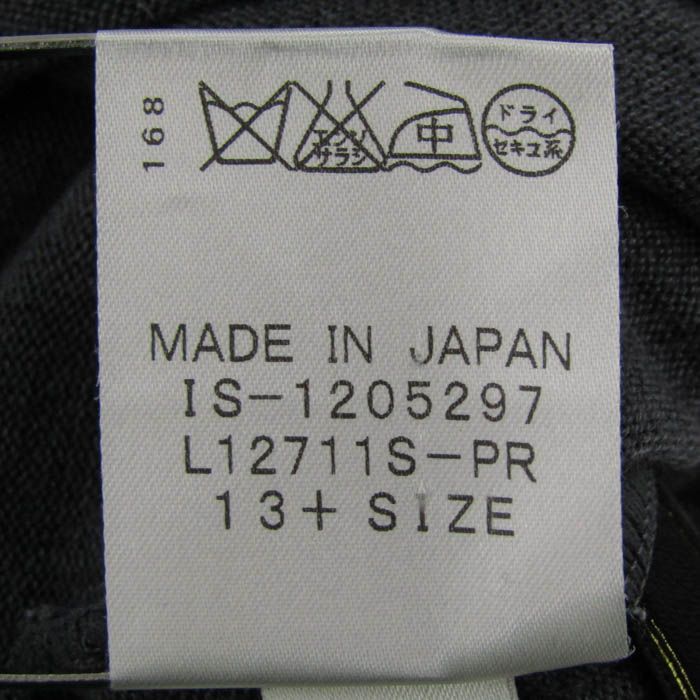 168
エンソ
サラシ
中
ドライ
セキユ系
MADE IN JAPAN
IS-1205297
L12711S-PR
13+ SIZE